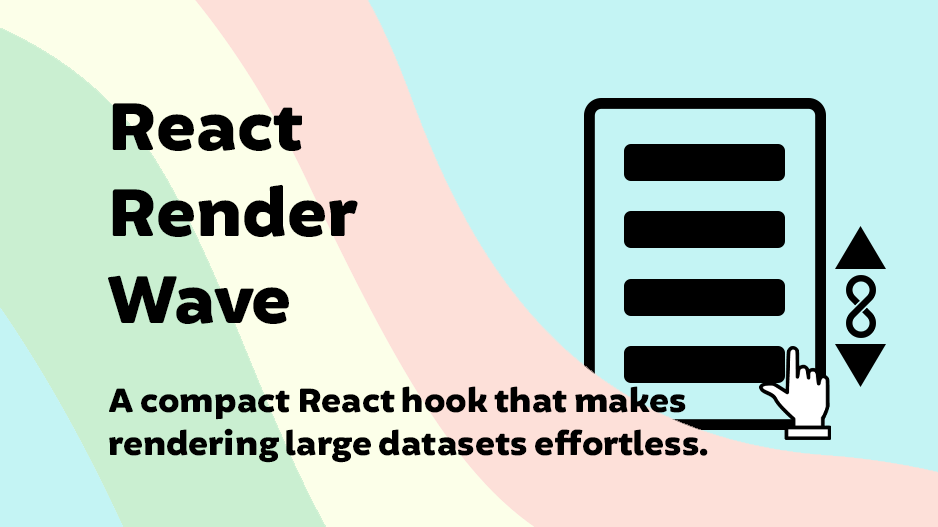 React
Render
Wave
A compact React hook that makes
rendering large datasets effortless.